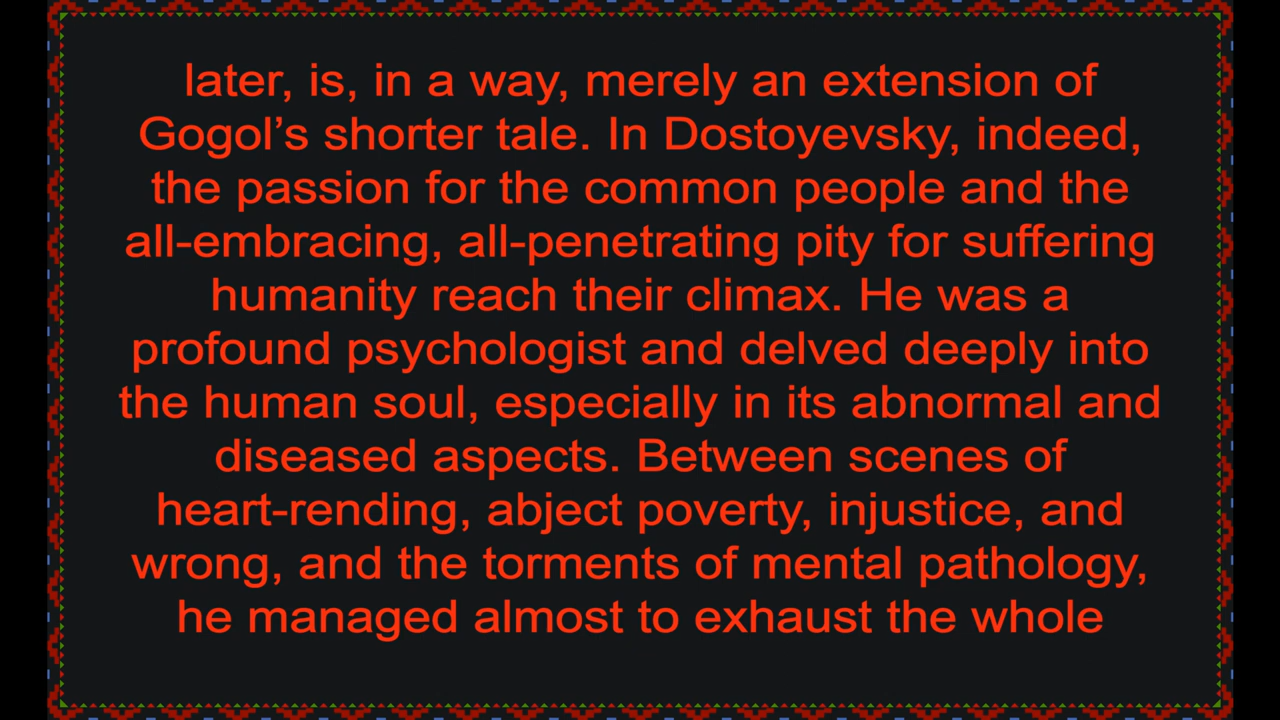 later, is, in a way, merely an extension of
Gogol’s shorter tale. In Dostoyevsky, indeed,
the passion for the common people and the
all-embracing, all-penetrating pity for suffering
humanity reach their climax. He was a
profound psychologist and delved deeply into
the human soul, especially in its abnormal and
diseased aspects. Between scenes of
heart-rending, abject poverty, injustice, and
wrong, and the torments of mental pathology,
he managed almost to exhaust the whole